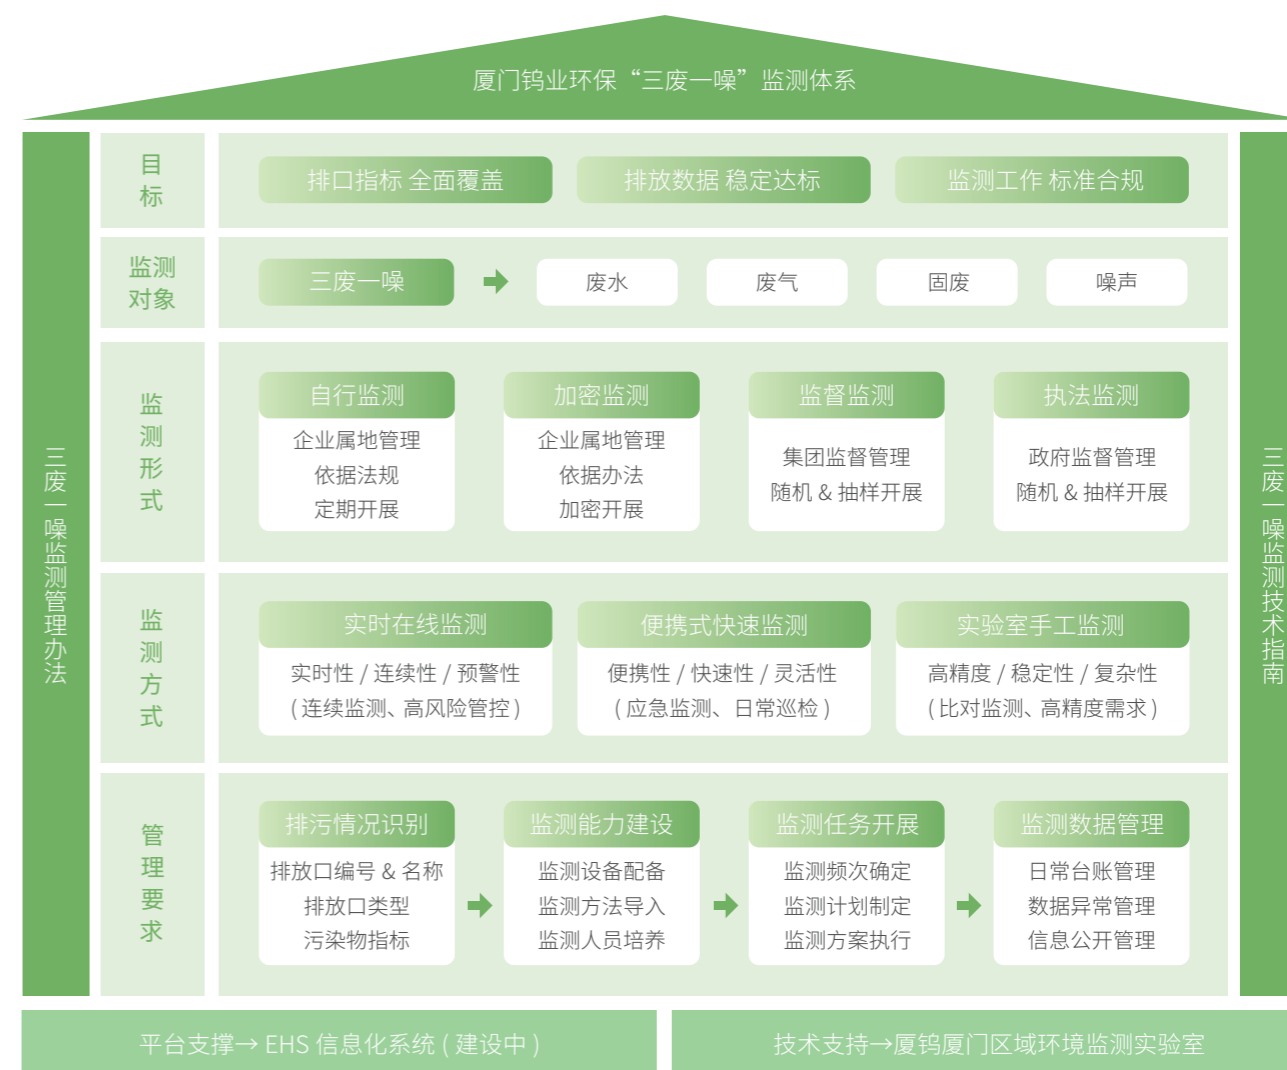 厦门钨业环保“三废一噪”监测体系
三废一噪监测管理办法
目
标
排口指标 全面覆盖
排放数据 稳定达标
监测工作 标准合规
监测
对象
三废一噪
废水
废气
固废
噪声
监
测
形
式
自行监测
企业属地管理
依据法规
定期开展
加密监测
企业属地管理
依据办法
加密开展
监督监测
集团监督管理
随机 & 抽样开展
执法监测
政府监督管理
随机 & 抽样开展
监
测
方
式
实时在线监测
实时性 / 连续性 / 预警性
( 连续监测、高风险管控 )
便携式快速监测
便携性 / 快速性 / 灵活性
( 应急监测、日常巡检 )
实验室手工监测
高精度 / 稳定性 / 复杂性
( 比对监测、高精度需求 )
管
理
要
求
排污情况识别
排放口编号 & 名称
排放口类型
污染物指标
监测能力建设
监测设备配备
监测方法导入
监测人员培养
监测任务开展
监测频次确定
监测计划制定
监测方案执行
监测数据管理
日常台账管理
数据异常管理
信息公开管理
三废一噪监测技术指南
平台支撑→ EHS 信息化系统 ( 建设中 )
技术支持→厦钨厦门区域环境监测实验室